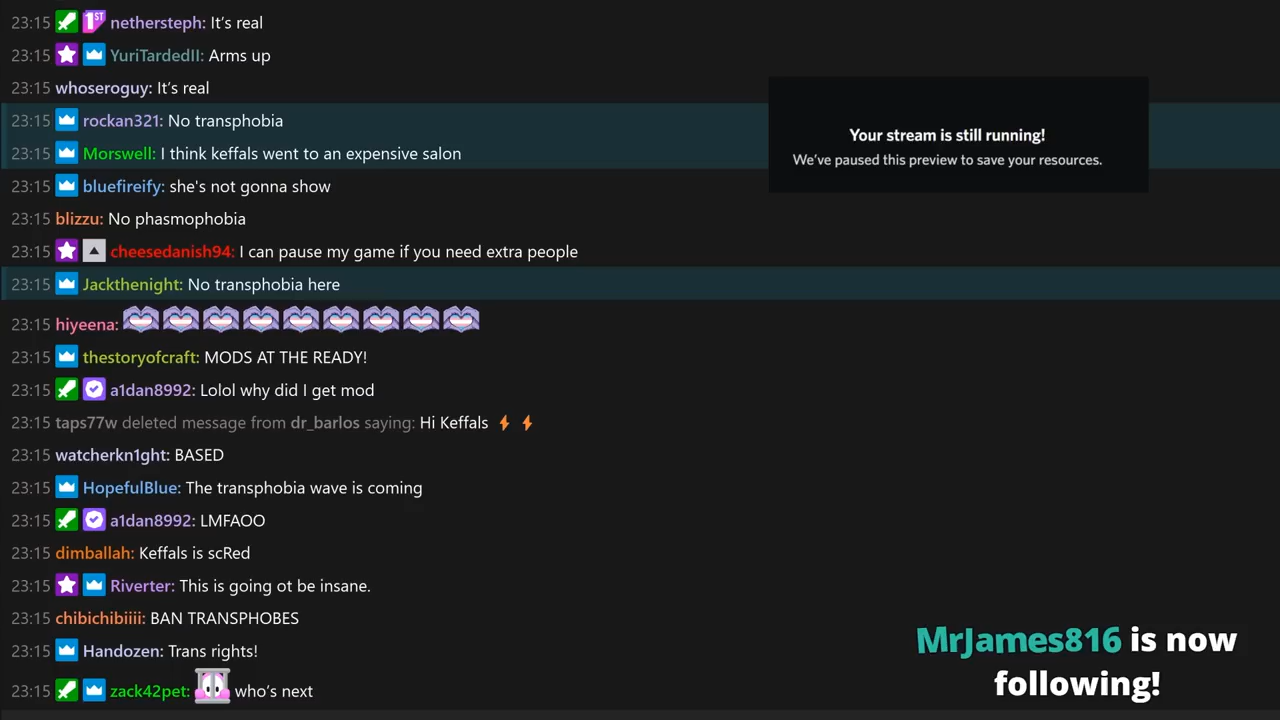 23:15 1ST nethersteph: It's real
23:15 YuriTardedII: Arms up
23:15 whoseroguy: It's real
23:15 rockan321: No transphobia
23:15 Morswell: I think keffals went to an expensive salon
Your stream is still running!
We've paused this preview to save your resources.
23:15 bluefireify: she's not gonna show
23:15 blizzu: No phasmophobia
23:15 cheesedanish94: I can pause my game if you need extra people
23:15 Jackthenight: No transphobia here
23:15 hiyeena:
23:15 thestoryofcraft: MODS AT THE READY!
23:15 a1dan8992: Lolol why did I get mod
23:15 taps77w deleted message from dr_barlos saying: Hi Keffals
23:15 watcherkn1ght: BASED
23:15 HopefulBlue: The transphobia wave is coming
23:15 a1dan8992: LMFAOO
23:15 dimballah: Keffals is scRed
23:15 Riverter: This is going ot be insane.
23:15 chibichibiiii: BAN TRANSPHOBES
23:15 Handozen: Trans rights!
23:15 zack42pet: who's next
MrJames816 is now
following!